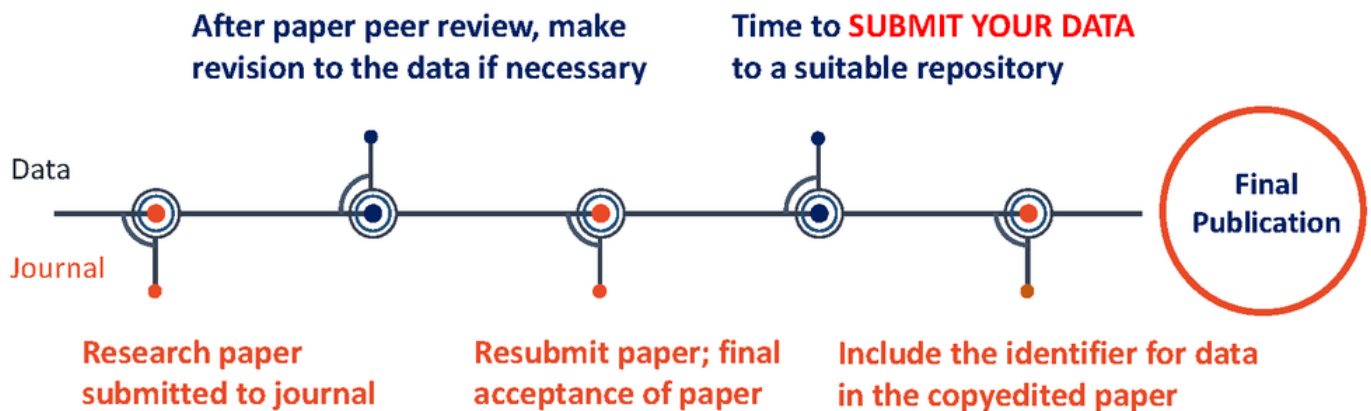 After paper peer review, make
revision to the data if necessary
Time to SUBMIT YOUR DATA
to a suitable repository
Data
Journal
Final
Publication
Research paper
submitted to journal
Resubmit paper; final
acceptance of paper
Include the identifier for data
in the copyedited paper